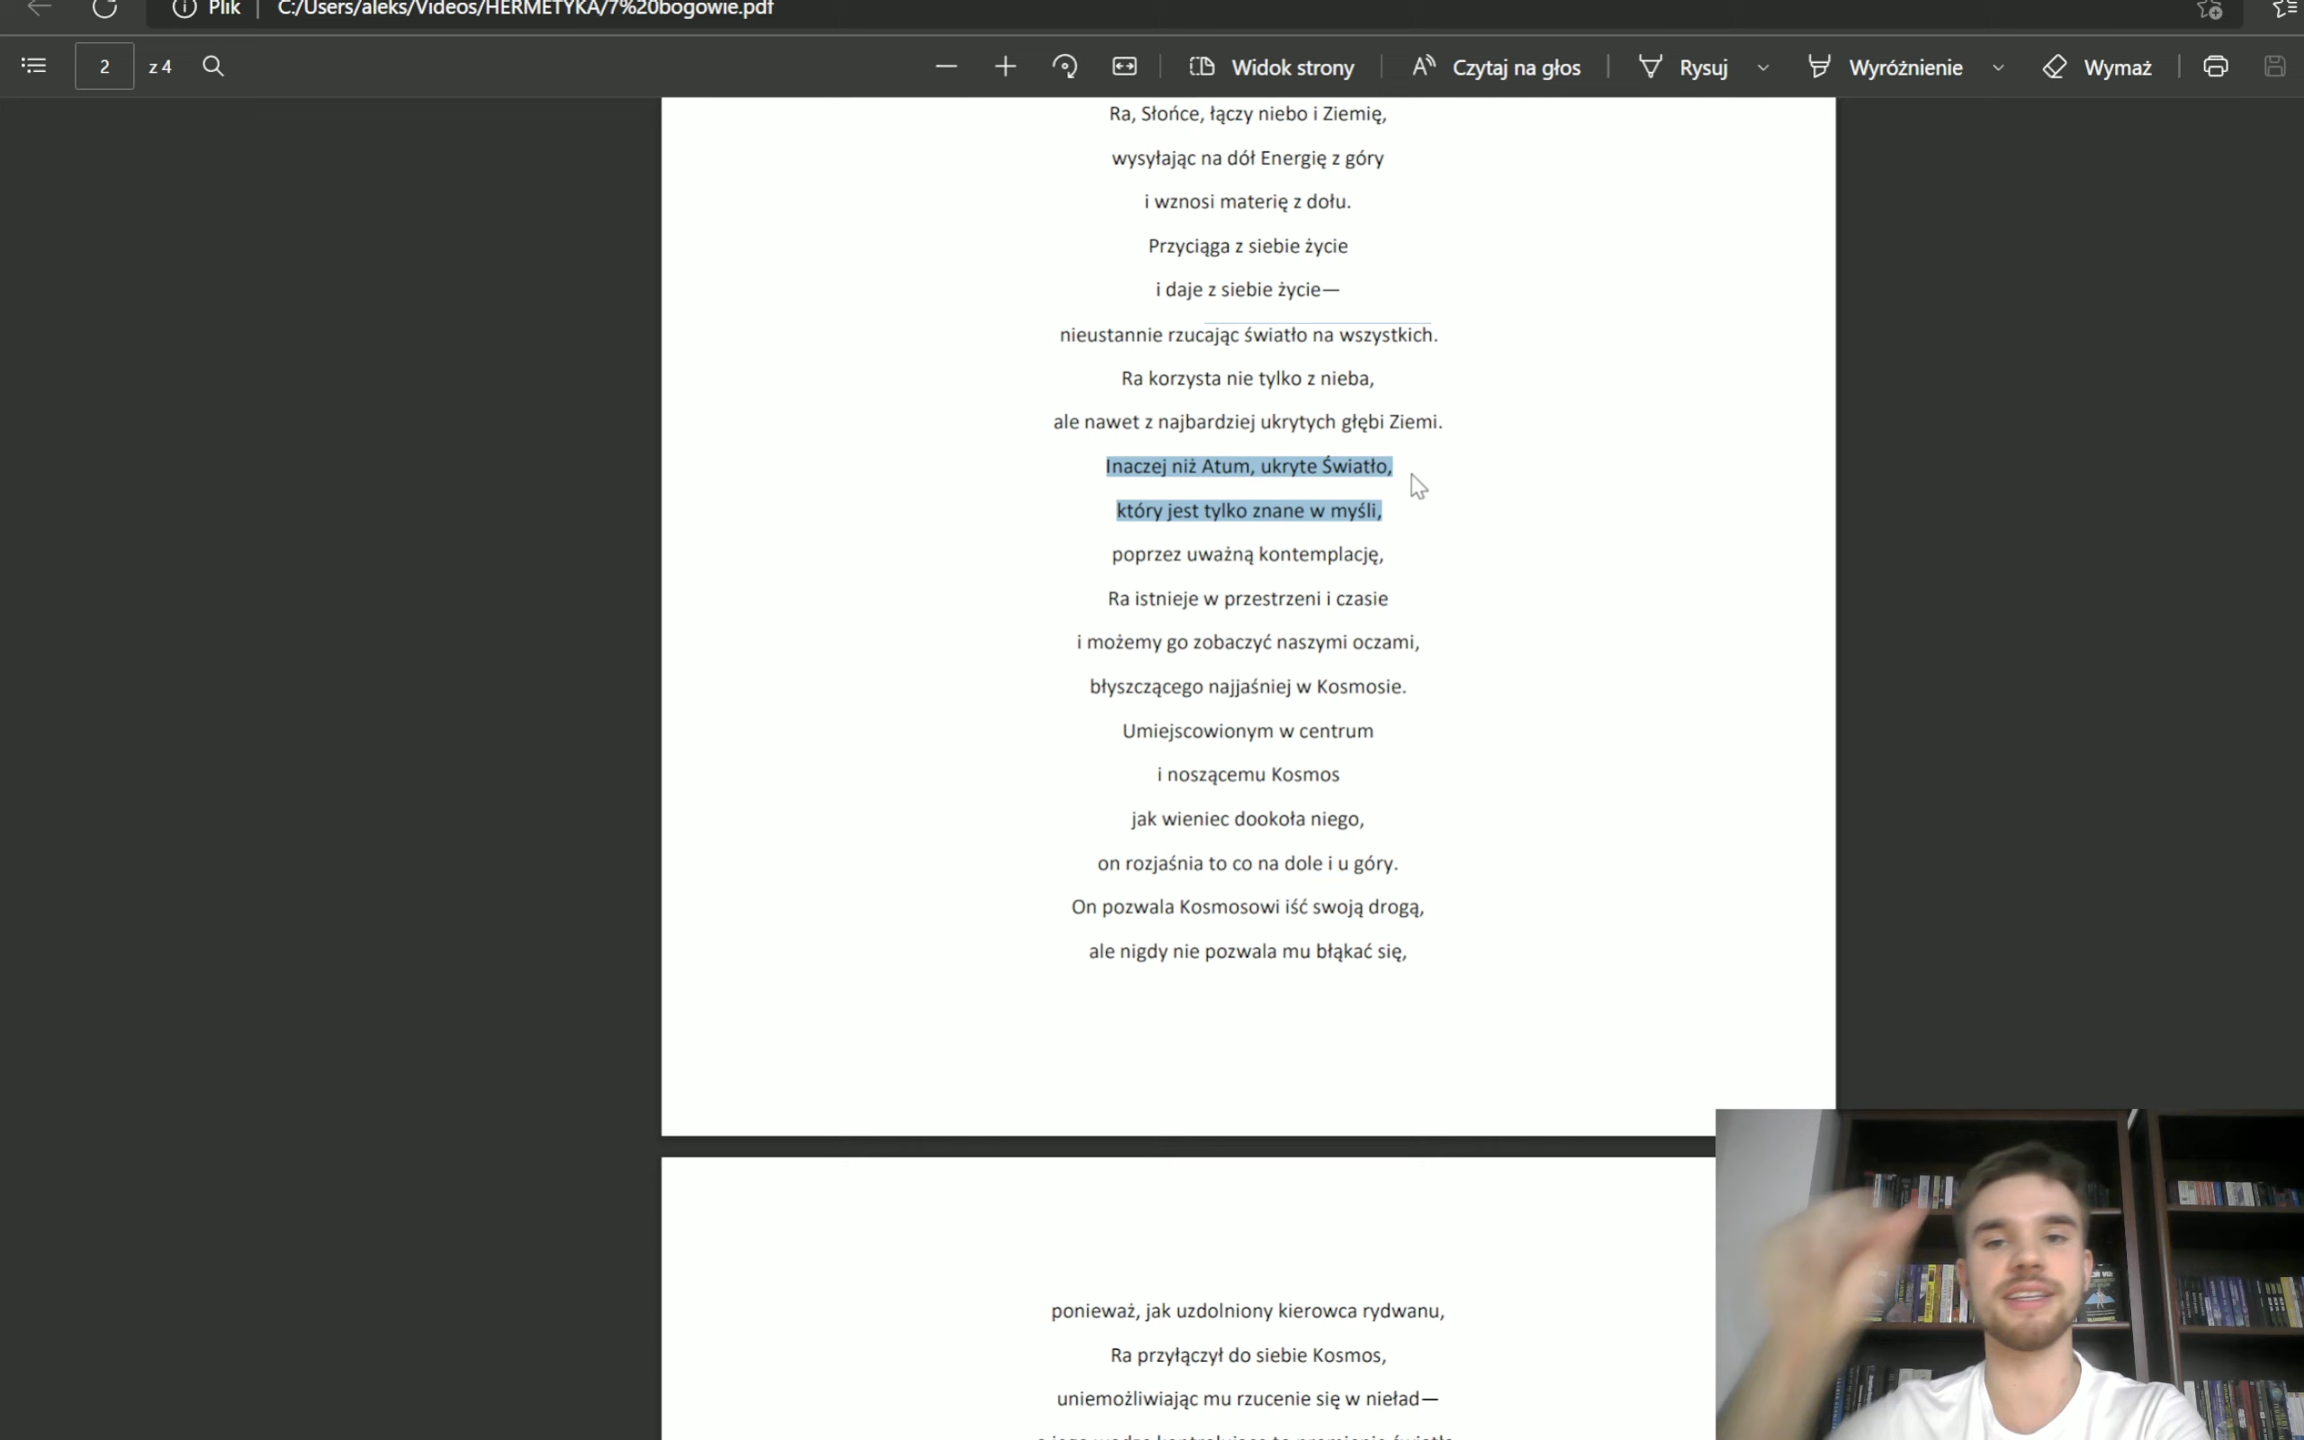 Plik C:/Users/aleks/Videos/HERMETYKA/7%20bogowie.pdf
2 z 4 Widok strony Czytaj na głos Rysuj Wyróżnienie Wymaż
Ra, Słońce, łączy niebo i Ziemię,
wysyłając na dół Energię z góry
i wznosi materię z dołu.
Przyciąga z siebie życie
i daje z siebie życie—
nieustannie rzucając światło na wszystkich.
Ra korzysta nie tylko z nieba,
ale nawet z najbardziej ukrytych głębi Ziemi.
Inaczej niż Atum, ukryte Światło,
który jest tylko znane w myśli,
poprzez uważną kontemplację,
Ra istnieje w przestrzeni i czasie
i możemy go zobaczyć naszymi oczami,
błyszczącego najjaśniej w Kosmosie.
Umiejscowionym w centrum
i noszącemu Kosmos
jak wieniec dookoła niego,
on rozjaśnia to co na dole i u góry.
On pozwala Kosmosowi iść swoją drogą,
ale nigdy nie pozwala mu błąkać się,
ponieważ, jak uzdolniony kierowca rydwanu,
Ra przyłączył do siebie Kosmos,
uniemożliwiając mu rzucenie się w nieład—